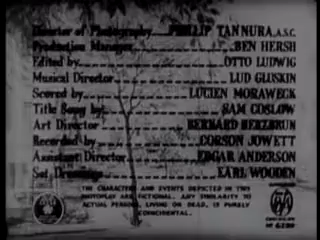 Director of Photography PHILLIP TANNURA, A.S.C.
Production Manager BEN HERSH
Edited by OTTO LUDWIG
Musical Director LUD GLUSKIN
Scored by LUCIEN MORAWECK
Title Song by SAM COSLOW
Art Director BERNARD HERZBRUN
Recorded by CORSON JOWETT
Assistant Director EDGAR ANDERSON
Set Dressings EARL WOODEN
THE CHARACTERS AND EVENTS DEPICTED IN THIS
PHOTOPLAY ARE FICTIONAL. ANY SIMILARITY TO
ACTUAL PERSONS, LIVING OR DEAD, IS PURELY
COINCIDENTAL.